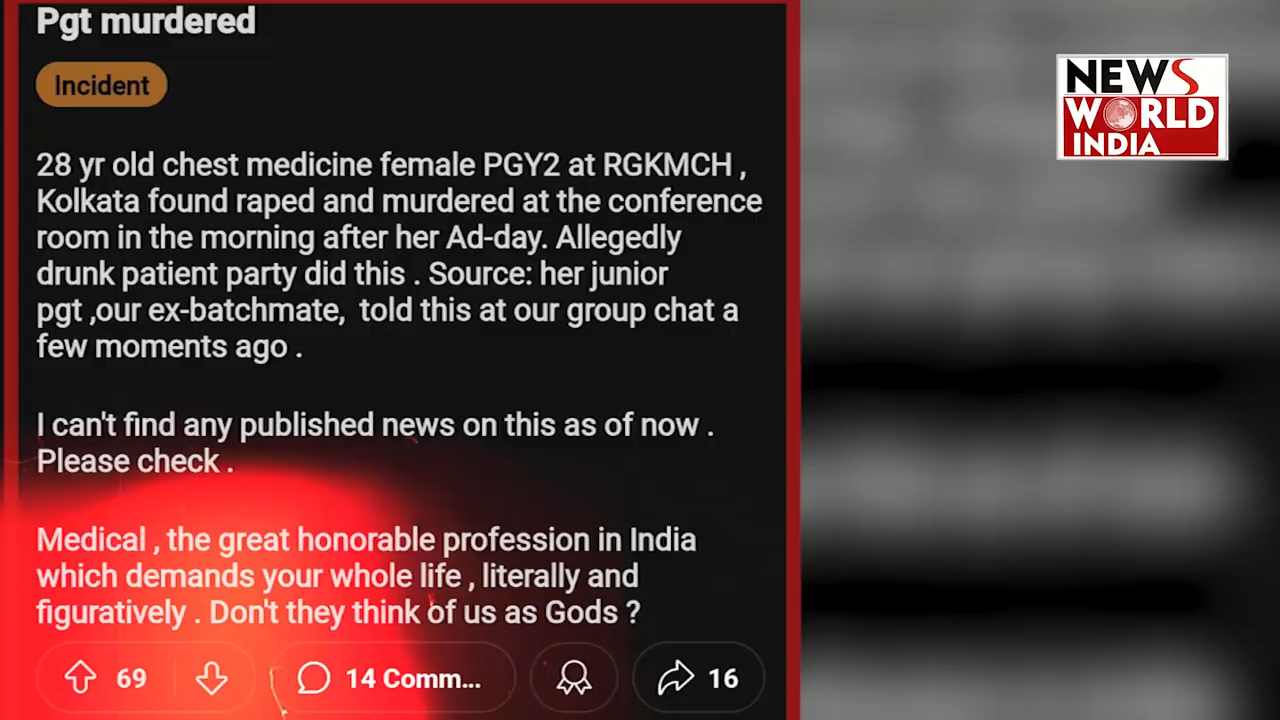 Pgt murdered
Incident
28 yr old chest medicine female PGY2 at RGKMCH ,
Kolkata found raped and murdered at the conference
room in the morning after her Ad-day. Allegedly
drunk patient party did this . Source: her junior
pgt ,our ex-batchmate,  told this at our group chat a
few moments ago .
I can't find any published news on this as of now .
Please check .
Medical , the great honorable profession in India
which demands your whole life , literally and
figuratively . Don't they think of us as Gods ?
69
14 Comm...
16
NEWS
WORLD
INDIA